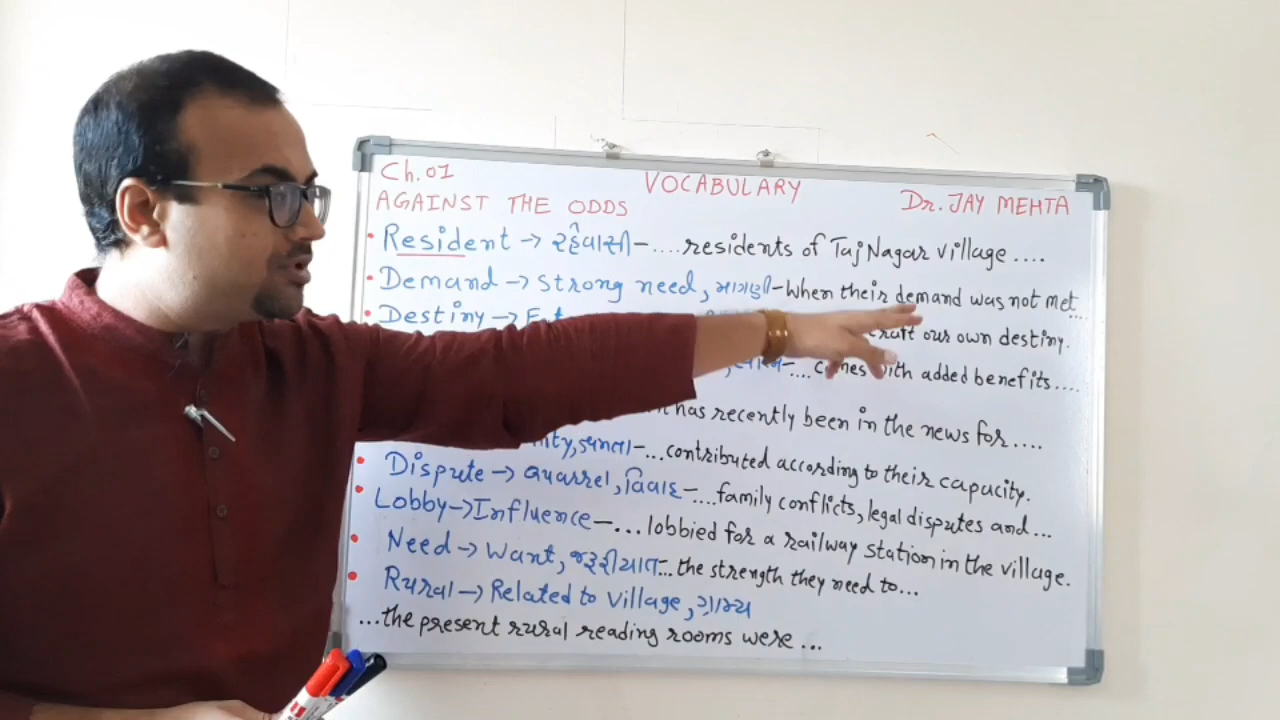 Ch.01
VOCABULARY
Dr. JAY MEHTA
AGAINST THE ODDS
Resident → રહેવાસી - ....residents of Taj Nagar village ....
Demand → Strong need, માગણી - When their demand was not met...
Destiny → our own destiny.
with added benefits....
has recently been in the news for ....
ક્ષમતા - ...contributed according to their capacity.
Dispute → Quarrel, વિવાદ - ....family conflicts, legal disputes and...
Lobby → Influence - ... lobbied for a railway station in the village.
Need → Want, જરૂરીયાત ... the strength they need to...
Rural → Related to village, ગ્રામ્ય
...the present rural reading rooms were ...